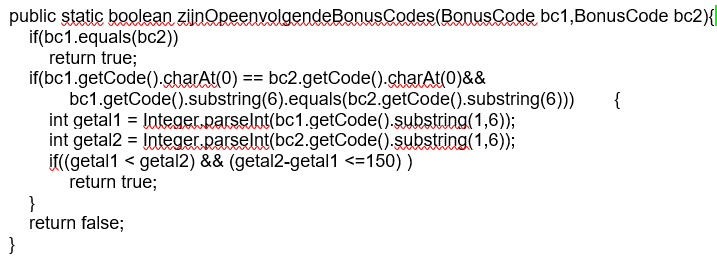 public static boolean zijnOpeenvolgendeBonusCodes(BonusCode bc1,BonusCode bc2){
if(bc1.equals(bc2))
return true;
if(bc1.getCode().charAt(0) == bc2.getCode().charAt(0)&&
bc1.getCode().substring(6).equals(bc2.getCode().substring(6))) {
int getal1 = Integer.parseInt(bc1.getCode().substring(1,6));
int getal2 = Integer.parseInt(bc2.getCode().substring(1,6));
if((getal1 < getal2) && (getal2-getal1 <=150) )
return true;
}
return false;
}